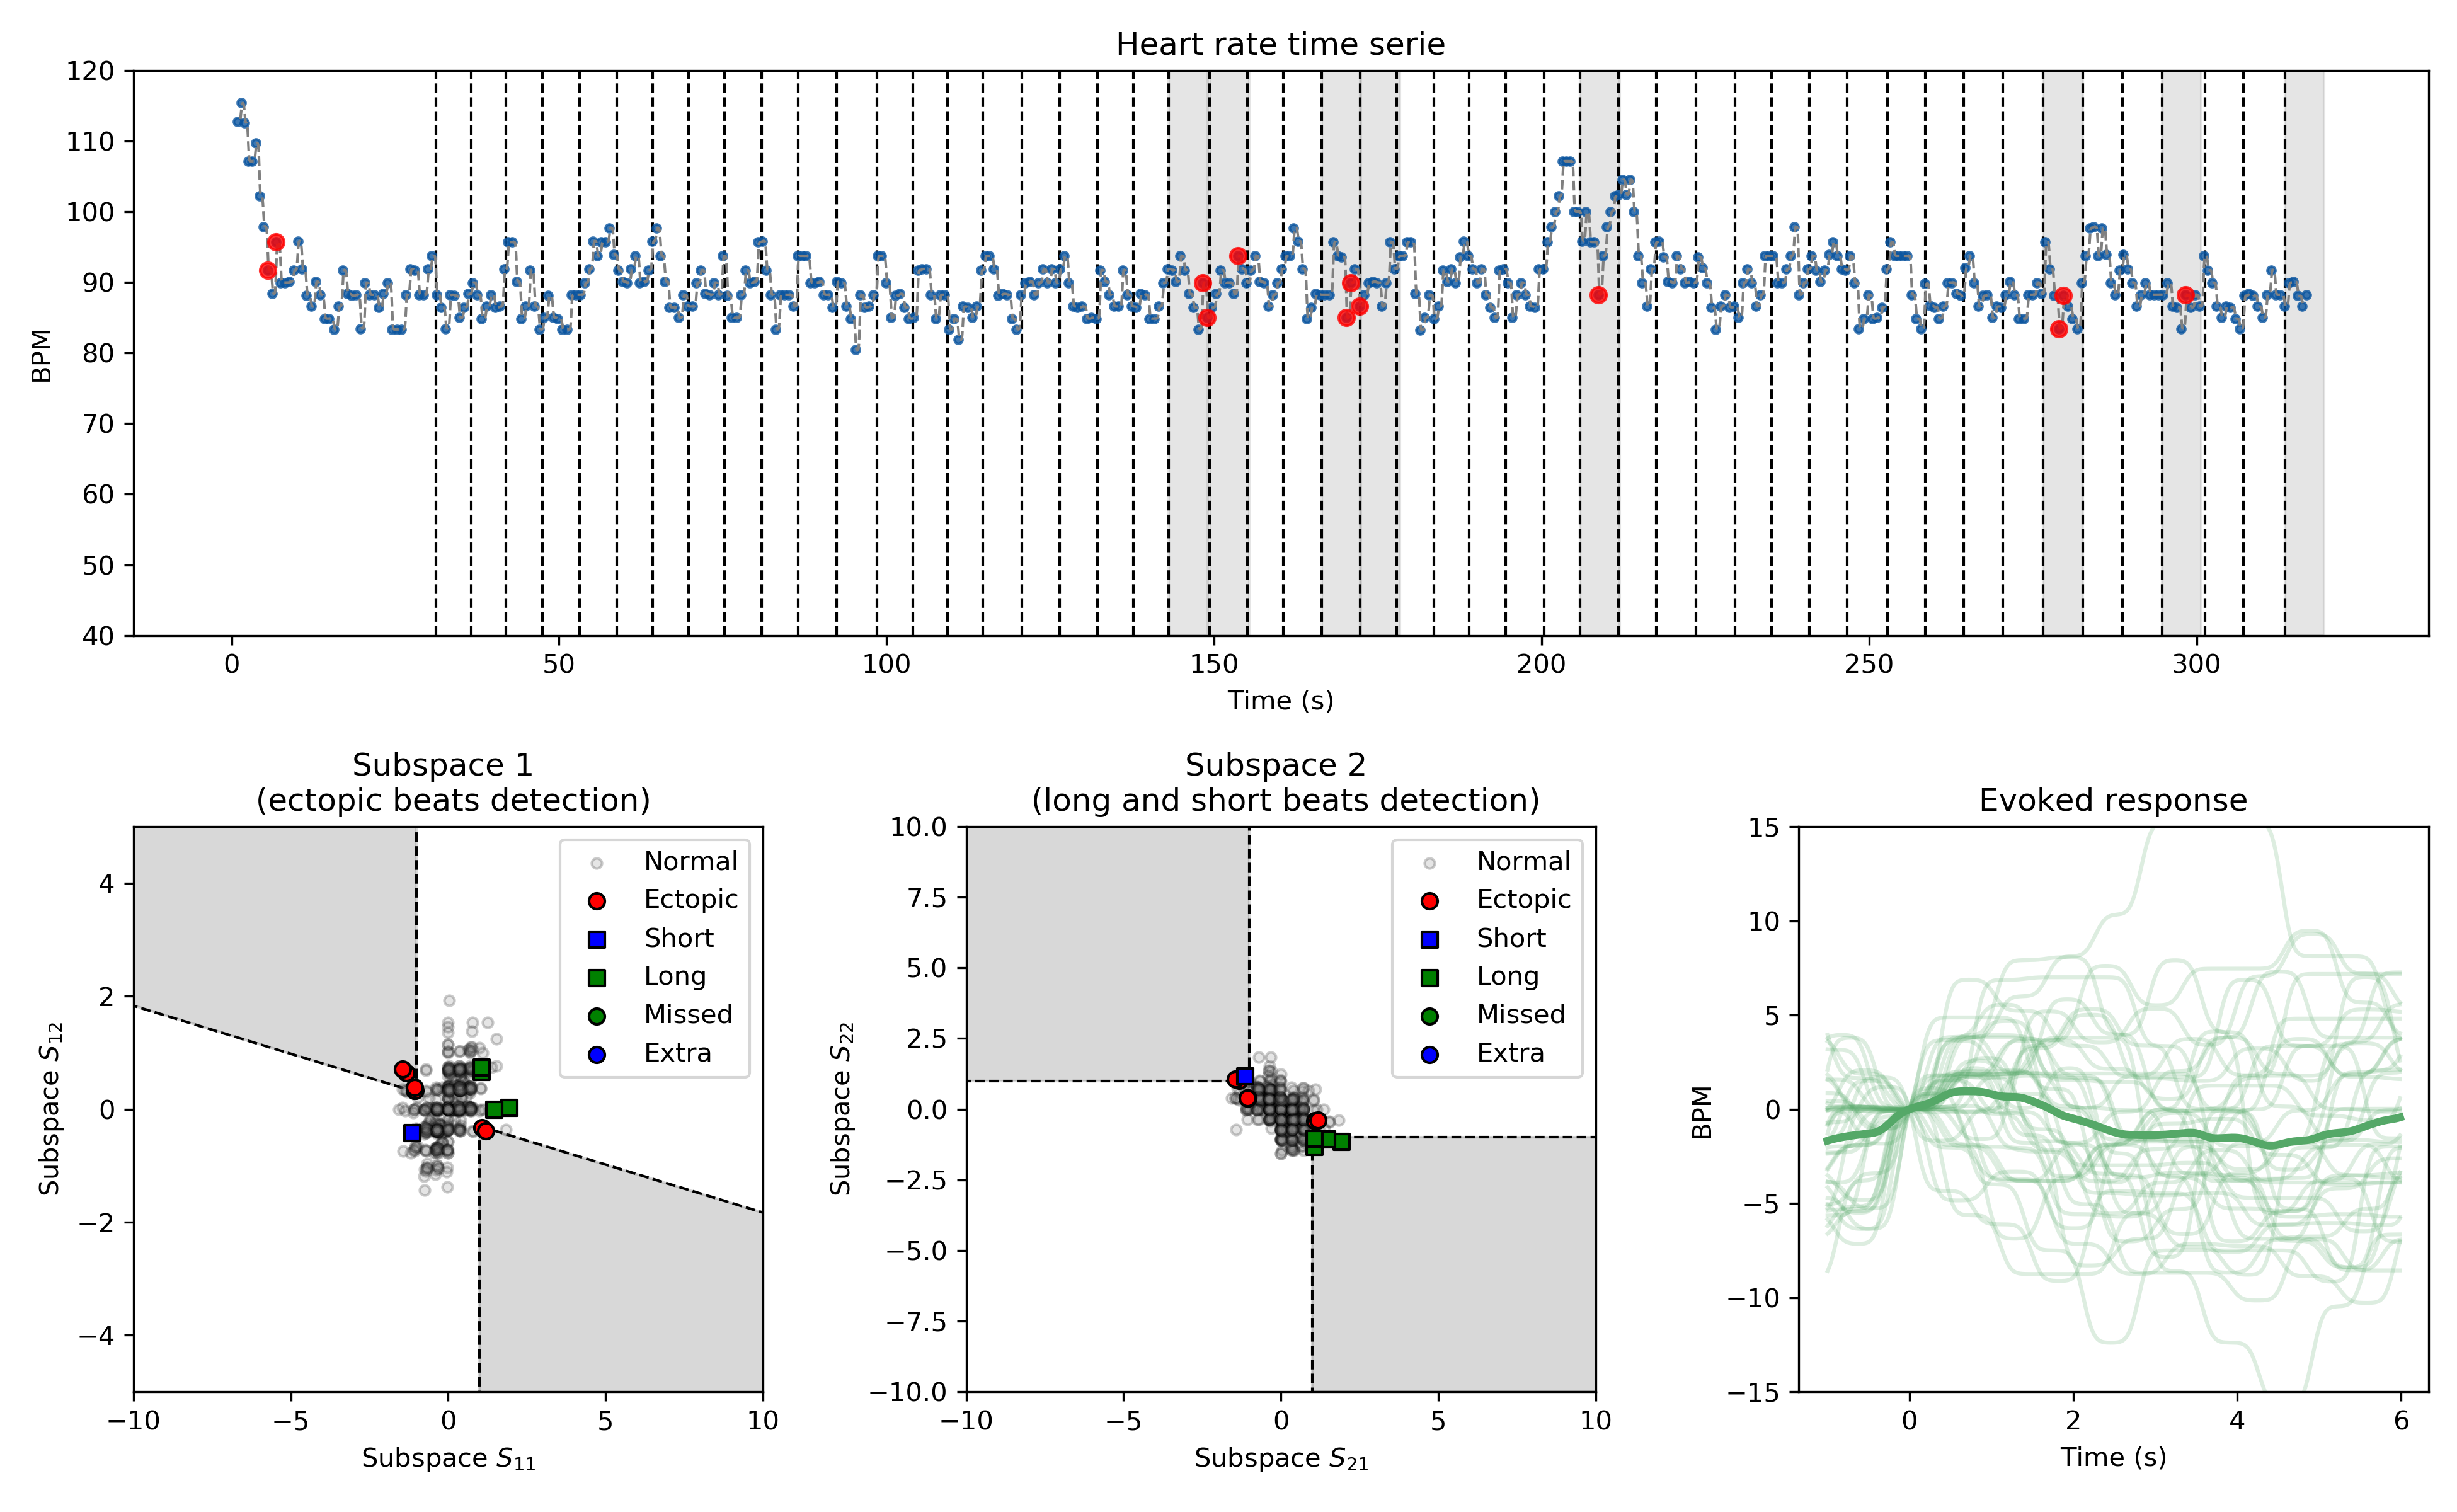 Heart rate time serie
120
110
100
90
80
70
60
50
40
BPM
0 50 100 150 200 250 300
Time (s)
Subspace 1
(ectopic beats detection)
4
2
0
−2
−4
Subspace S₁₂
Normal
Ectopic
Short
Long
Missed
Extra
−10 −5 0 5 10
Subspace S₁₁
Subspace 2
(long and short beats detection)
10.0
7.5
5.0
2.5
0.0
−2.5
−5.0
−7.5
−10.0
Subspace S₂₂
Normal
Ectopic
Short
Long
Missed
Extra
−10 −5 0 5 10
Subspace S₂₁
Evoked response
15
10
5
0
−5
−10
−15
BPM
0 2 4 6
Time (s)